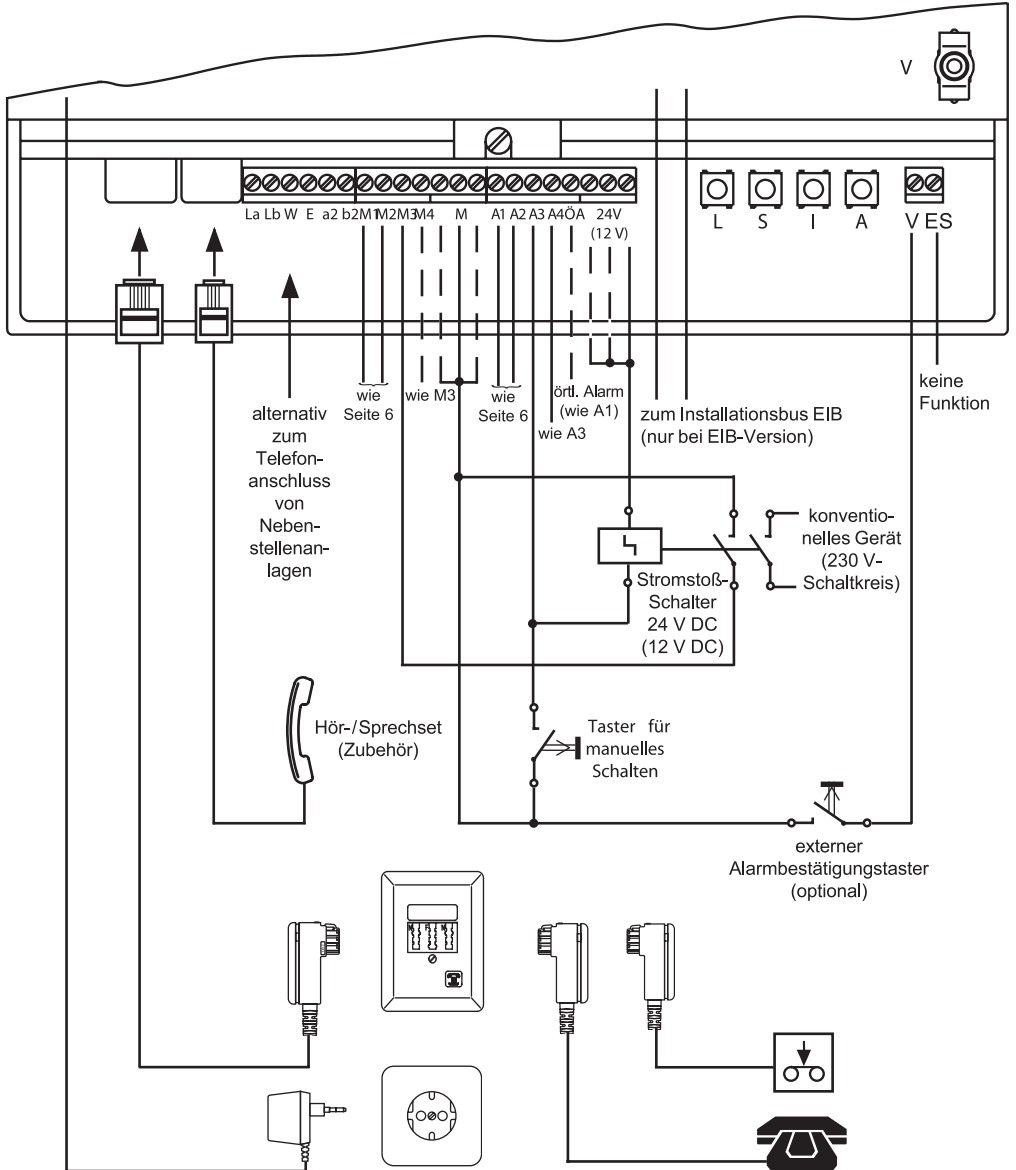 V
La Lb W E a2 b2 M1 M2 M3 M4 M A1 A2 A3 A4 ÖA 24V
(12 V)
L S I A V ES
wie
Seite 6
wie M3
wie
Seite 6
wie A3
örtl. Alarm
(wie A1)
zum Installationsbus EIB
(nur bei EIB-Version)
keine
Funktion
alternativ
zum
Telefon-
anschluss
von
Neben-
stellenan-
lagen
konventio-
nelles Gerät
(230 V-
Schaltkreis)
Stromstoß-
Schalter
24 V DC
(12 V DC)
Hör-/Sprechset
(Zubehör)
Taster für
manuelles
Schalten
externer
Alarmbestätigungstaster
(optional)
N F N